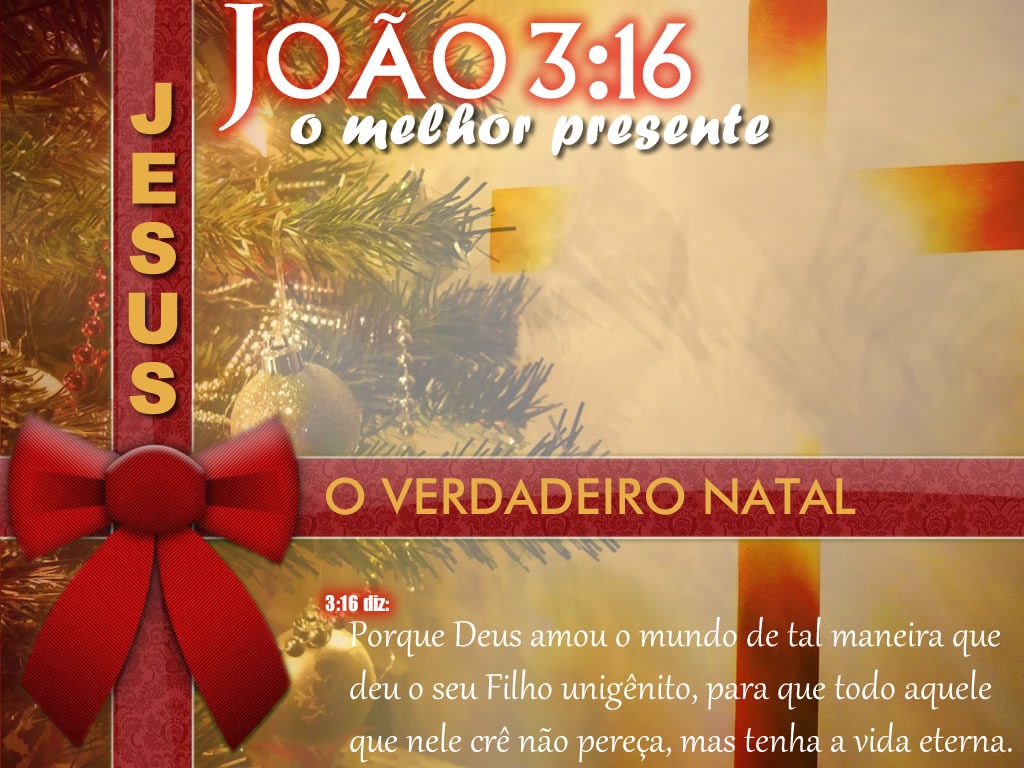 JOÃO 3:16
o melhor presente
JESUS
O VERDADEIRO NATAL
3:16 diz:
Porque Deus amou o mundo de tal maneira que
deu o seu Filho unigênito, para que todo aquele
que nele crê não pereça, mas tenha a vida eterna.